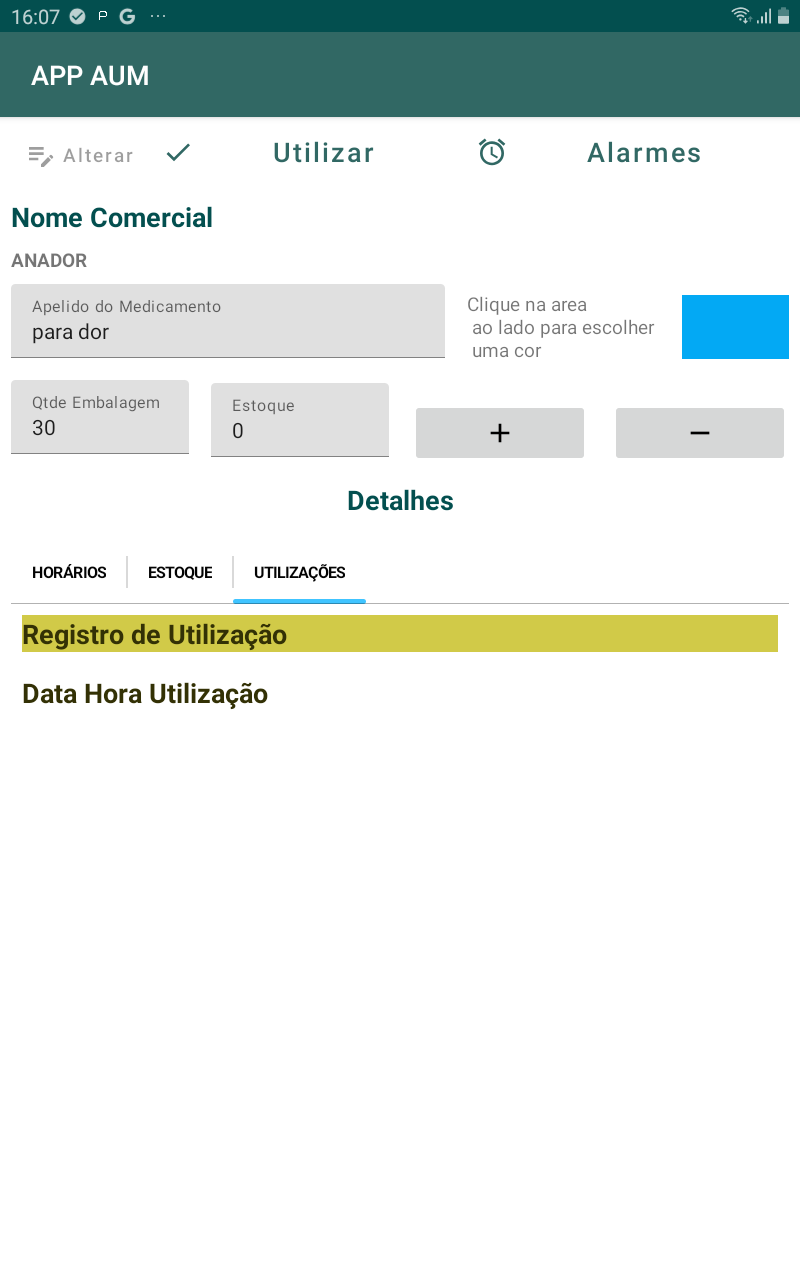 16:07
APP AUM
Alterar Utilizar Alarmes
Nome Comercial
ANADOR
Apelido do Medicamento
para dor
Clique na area
ao lado para escolher
uma cor
Qtde Embalagem
30
Estoque
0
+ −
Detalhes
HORÁRIOS ESTOQUE UTILIZAÇÕES
Registro de Utilização
Data Hora Utilização